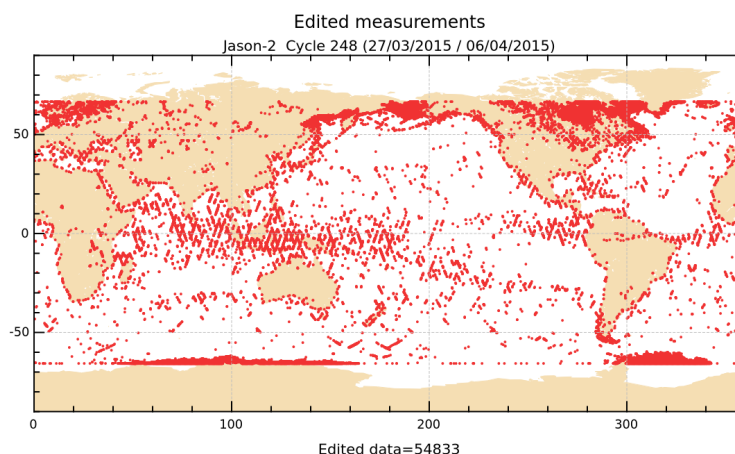 Edited measurements
Jason-2 Cycle 248 (27/03/2015 / 06/04/2015)
50
0
-50
0 100 200 300
Edited data=54833